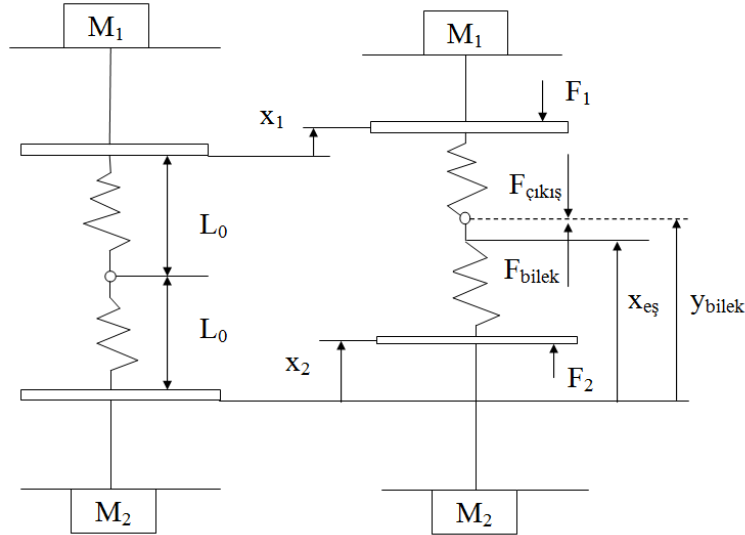 M₁
L₀
L₀
M₂
M₁
x₁
F₁
Fçıkış
Fbilek
xeş
ybilek
x₂
F₂
M₂